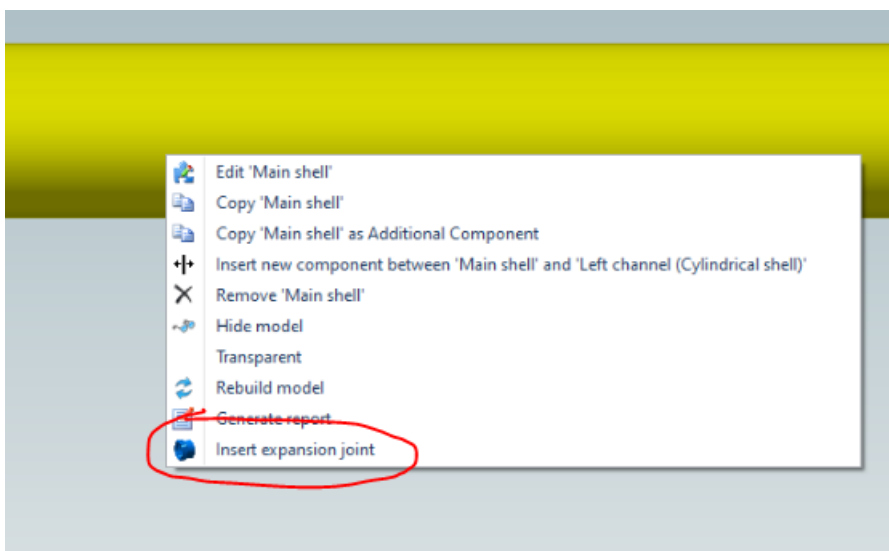 Edit 'Main shell'
Copy 'Main shell'
Copy 'Main shell' as Additional Component
Insert new component between 'Main shell' and 'Left channel (Cylindrical shell)'
Remove 'Main shell'
Hide model
Transparent
Rebuild model
Generate report
Insert expansion joint